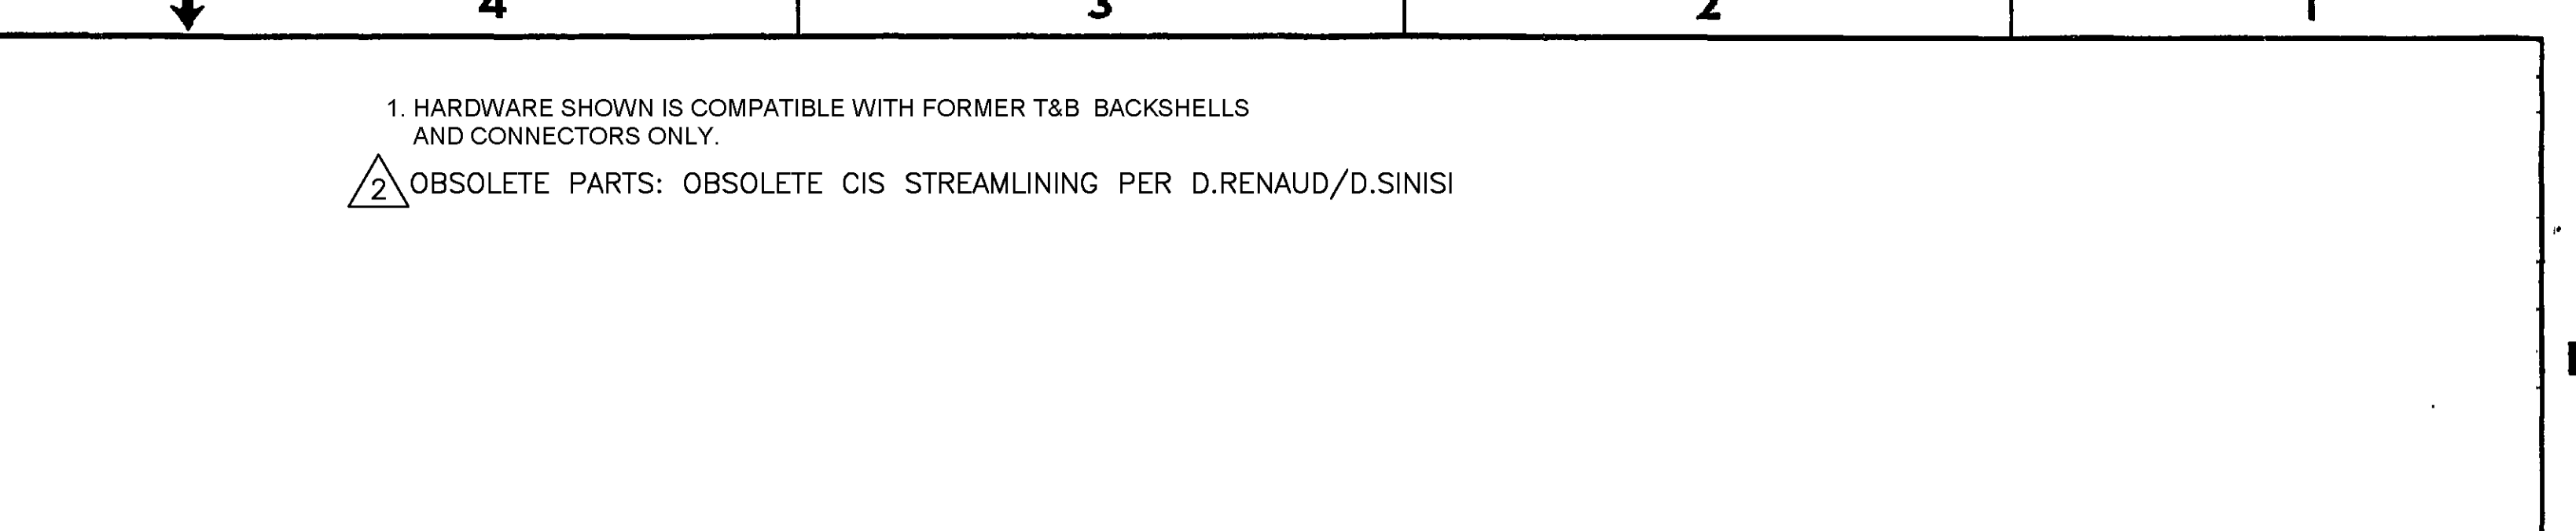 4 3 2 1
1. HARDWARE SHOWN IS COMPATIBLE WITH FORMER T&B BACKSHELLS
AND CONNECTORS ONLY.
2 OBSOLETE PARTS: OBSOLETE CIS STREAMLINING PER D.RENAUD/D.SINISI